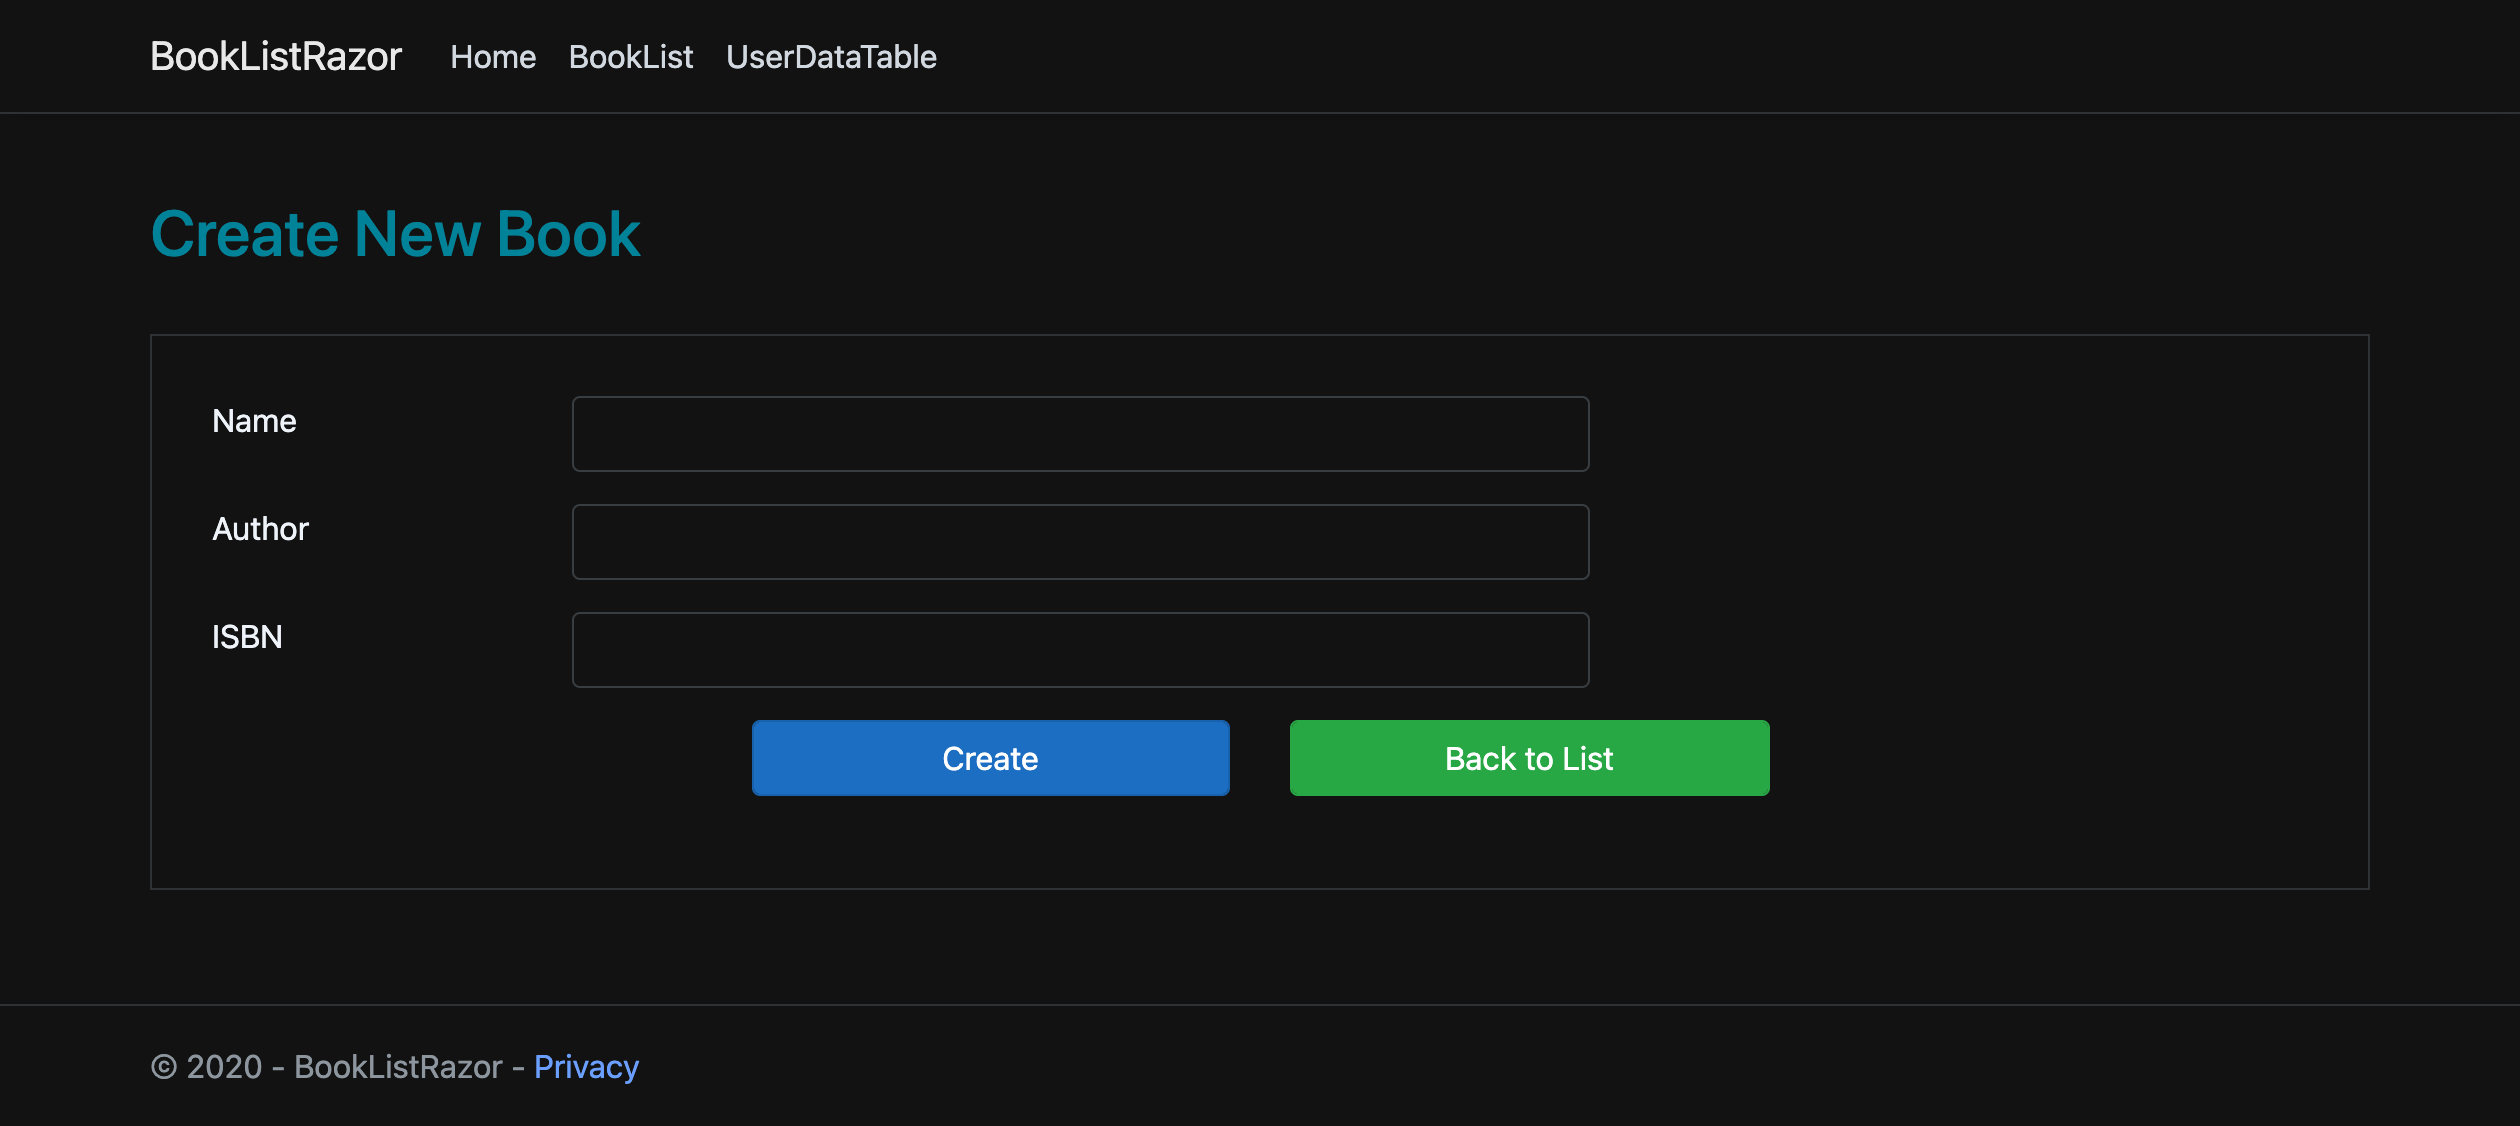 BookListRazor Home BookList UserDataTable
Create New Book
Name
Author
ISBN
Create Back to List
© 2020 - BookListRazor - Privacy